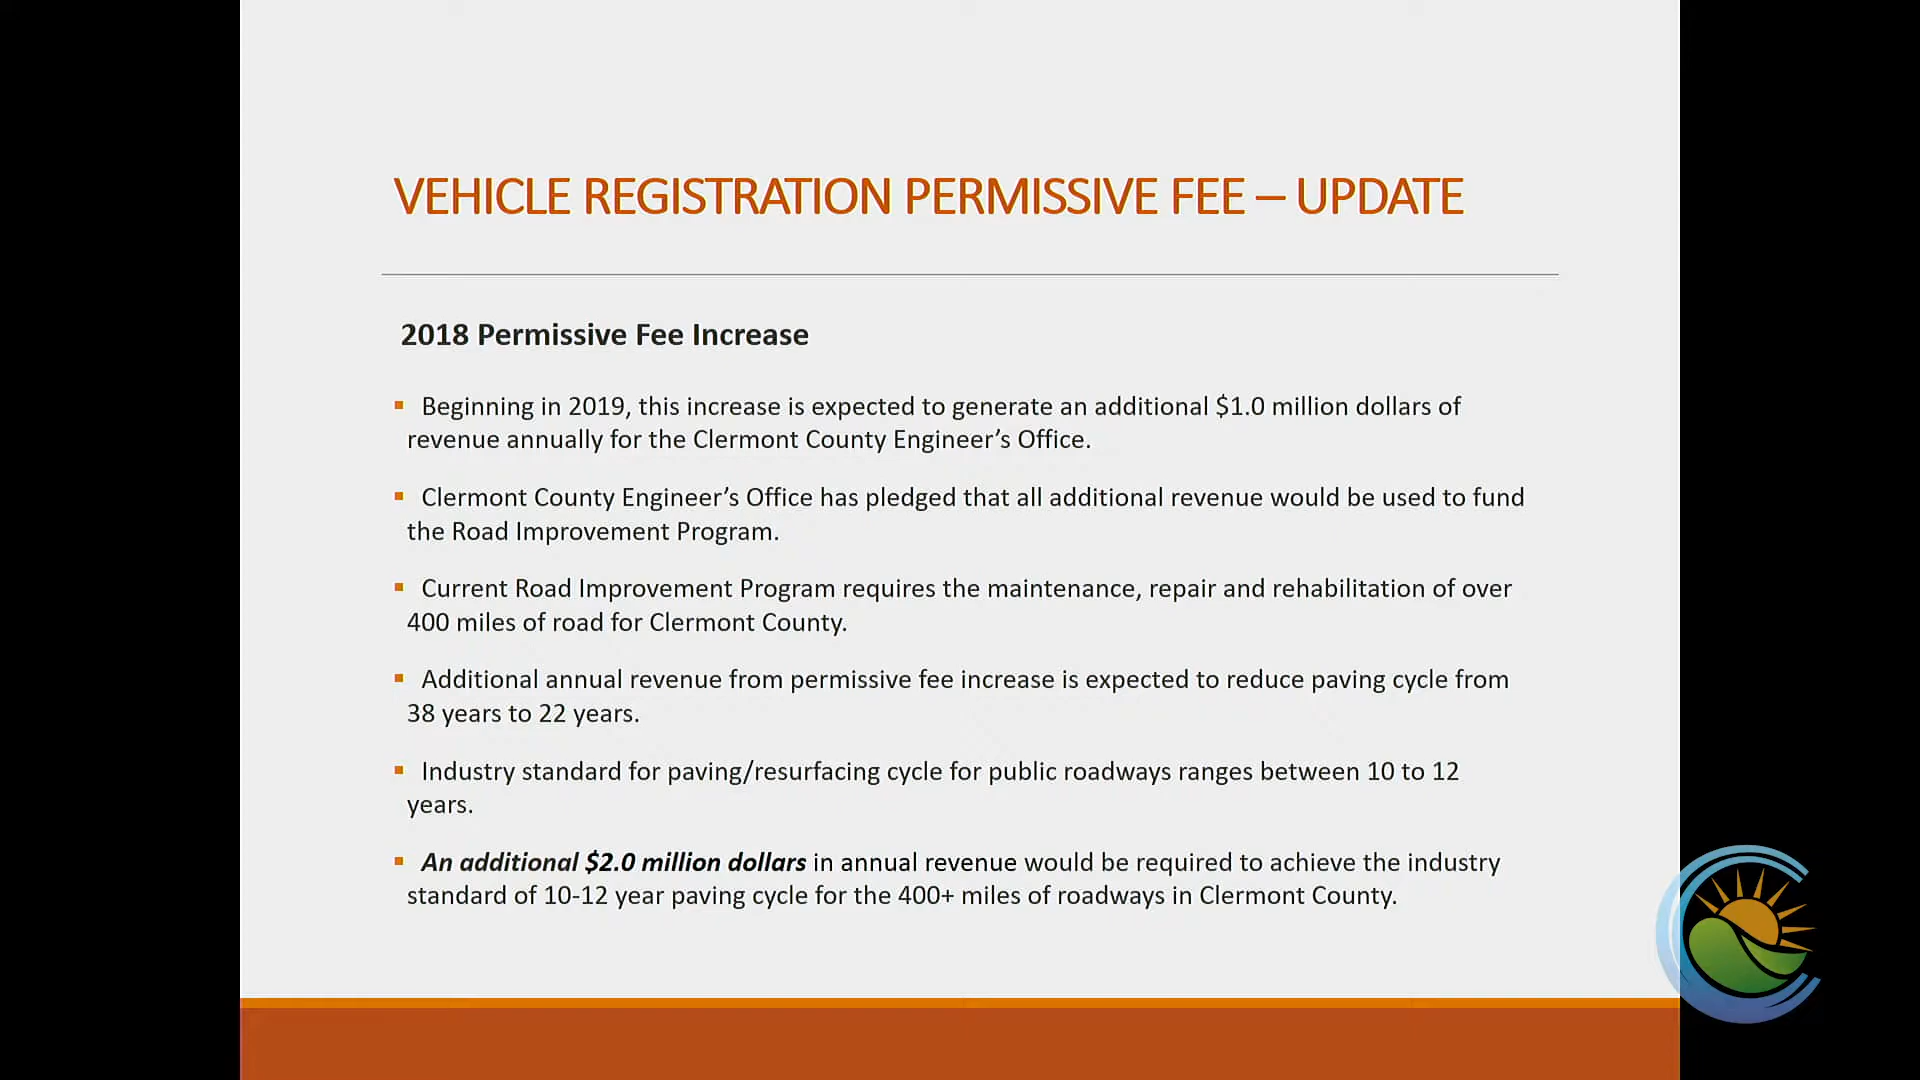 VEHICLE REGISTRATION PERMISSIVE FEE – UPDATE
2018 Permissive Fee Increase
▪ Beginning in 2019, this increase is expected to generate an additional $1.0 million dollars of
revenue annually for the Clermont County Engineer’s Office.
▪ Clermont County Engineer’s Office has pledged that all additional revenue would be used to fund
the Road Improvement Program.
▪ Current Road Improvement Program requires the maintenance, repair and rehabilitation of over
400 miles of road for Clermont County.
▪ Additional annual revenue from permissive fee increase is expected to reduce paving cycle from
38 years to 22 years.
▪ Industry standard for paving/resurfacing cycle for public roadways ranges between 10 to 12
years.
▪ An additional $2.0 million dollars in annual revenue would be required to achieve the industry
standard of 10-12 year paving cycle for the 400+ miles of roadways in Clermont County.